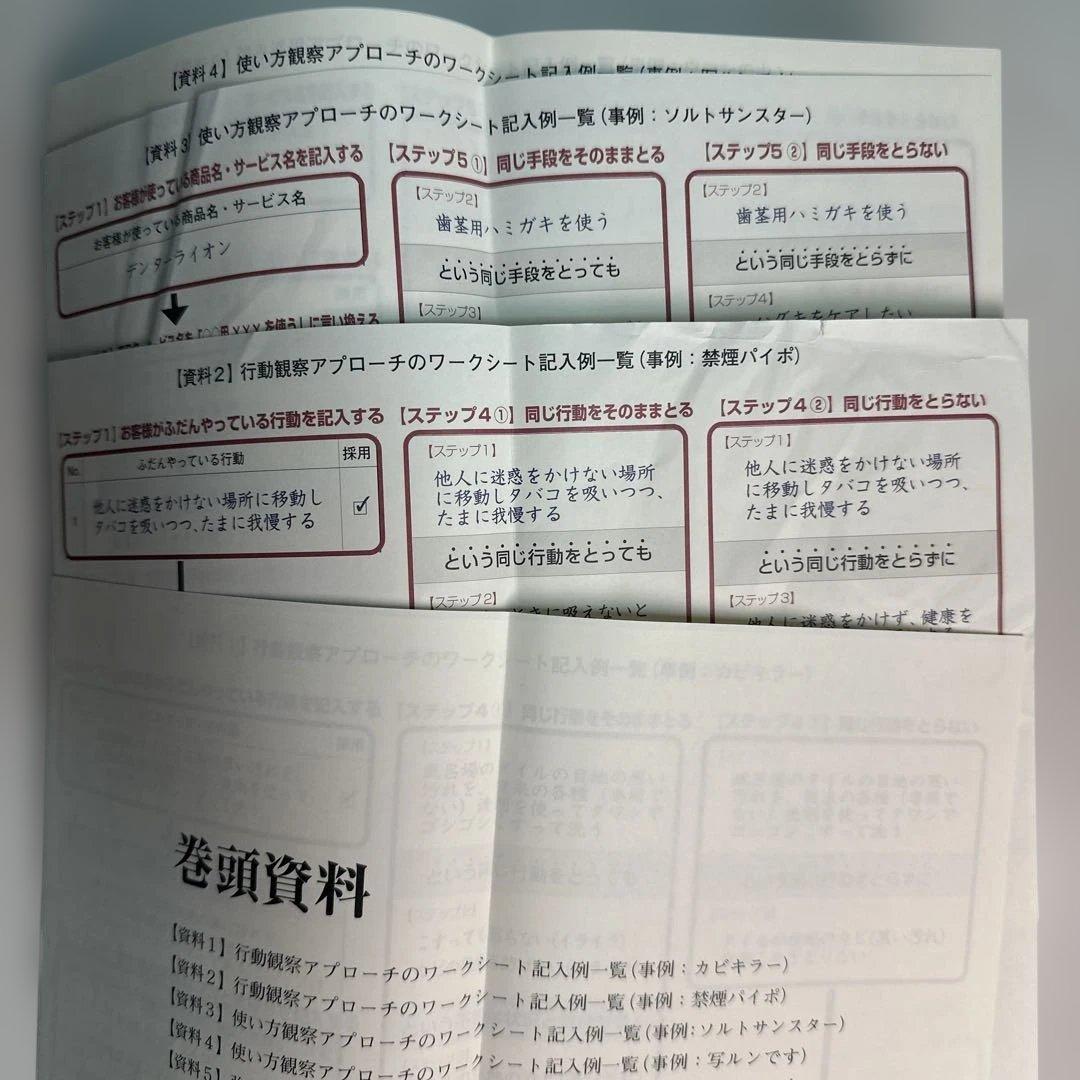 【資料4】使い方観察アプローチのワークシート記入例一覧(事例:
【資料3】使い方観察アプローチのワークシート記入例一覧(事例:ソルトサンスター)
【ステップ1】お客様が使っている商品名・サービス名を記入する
お客様が使っている商品名・サービス名
デンターライオン
を「○○用×××を使う」に言い換える
【ステップ5①】同じ手段をそのままとる
【ステップ2】
歯茎用ハミガキを使う
という同じ手段をとっても
【ステップ3】
【ステップ5②】同じ手段をとらない
【ステップ2】
歯茎用ハミガキを使う
という同じ手段をとらずに
【ステップ4】
ハグキをケアしたい
【資料2】行動観察アプローチのワークシート記入例一覧(事例:禁煙パイポ)
【ステップ1】お客様がふだんやっている行動を記入する
No.
ふだんやっている行動
採用
他人に迷惑をかけない場所に移動し
タバコを吸いつつ、たまに我慢する
【ステップ4①】同じ行動をそのままとる
【ステップ1】
他人に迷惑をかけない場所
に移動しタバコを吸いつつ、
たまに我慢する
という同じ行動をとっても
【ステップ2】
ときに吸えないと
【ステップ4②】同じ行動をとらない
【ステップ1】
他人に迷惑をかけない場所
に移動しタバコを吸いつつ、
たまに我慢する
という同じ行動をとらずに
【ステップ3】
他人に迷惑をかけず、健康を
巻頭資料
【資料1】行動観察アプローチのワークシート記入例一覧(事例:カビキラー)
【資料2】行動観察アプローチのワークシート記入例一覧(事例:禁煙パイポ)
【資料3】使い方観察アプローチのワークシート記入例一覧(事例:ソルトサンスター)
【資料4】使い方観察アプローチのワークシート記入例一覧(事例:写ルンです)
【資料5】